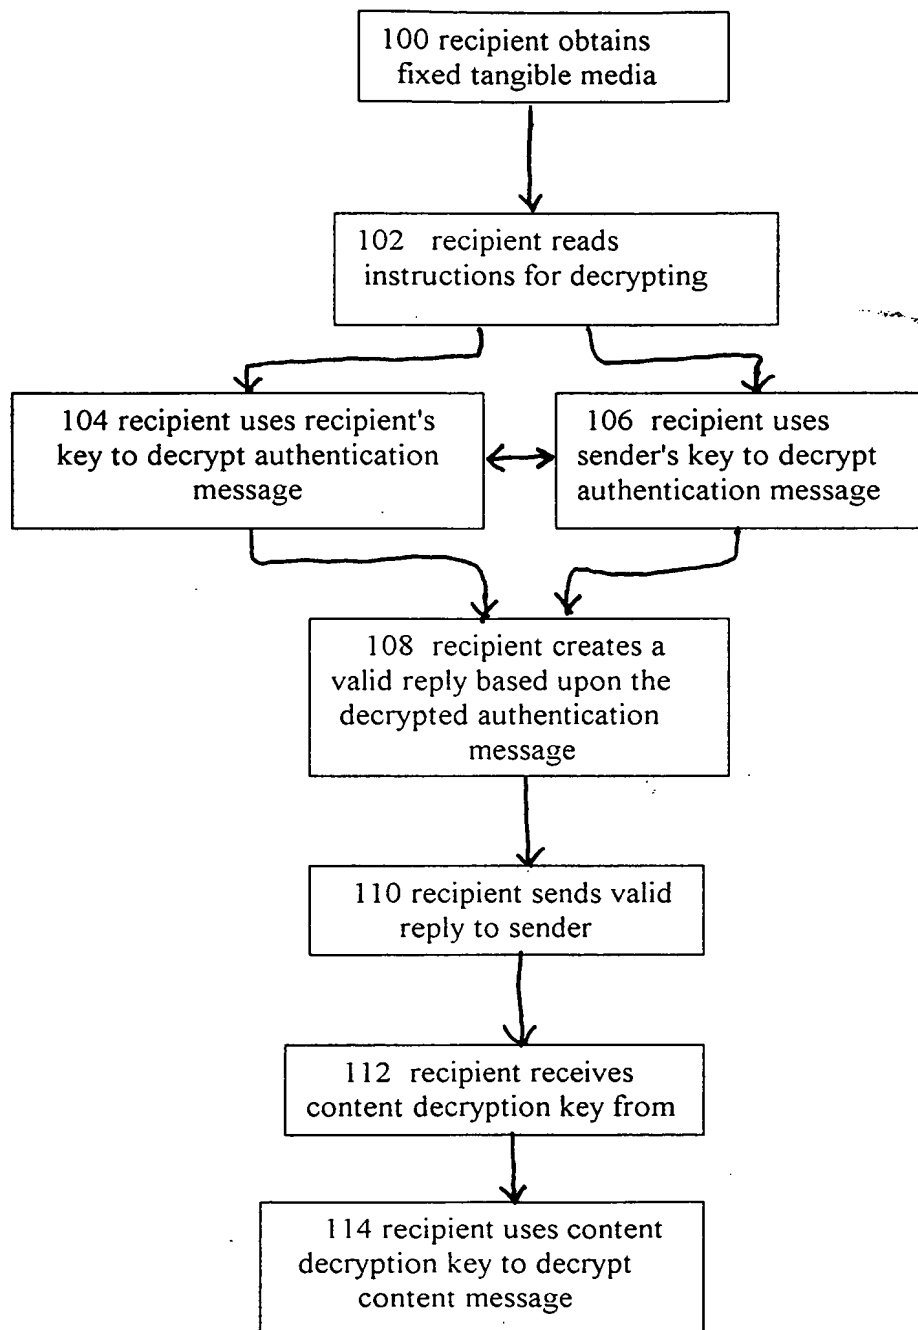 100 recipient obtains
fixed tangible media
102 recipient reads
instructions for decrypting
104 recipient uses recipient's
key to decrypt authentication
message
106 recipient uses
sender's key to decrypt
authentication message
108 recipient creates a
valid reply based upon the
decrypted authentication
message
110 recipient sends valid
reply to sender
112 recipient receives
content decryption key from
114 recipient uses content
decryption key to decrypt
content message